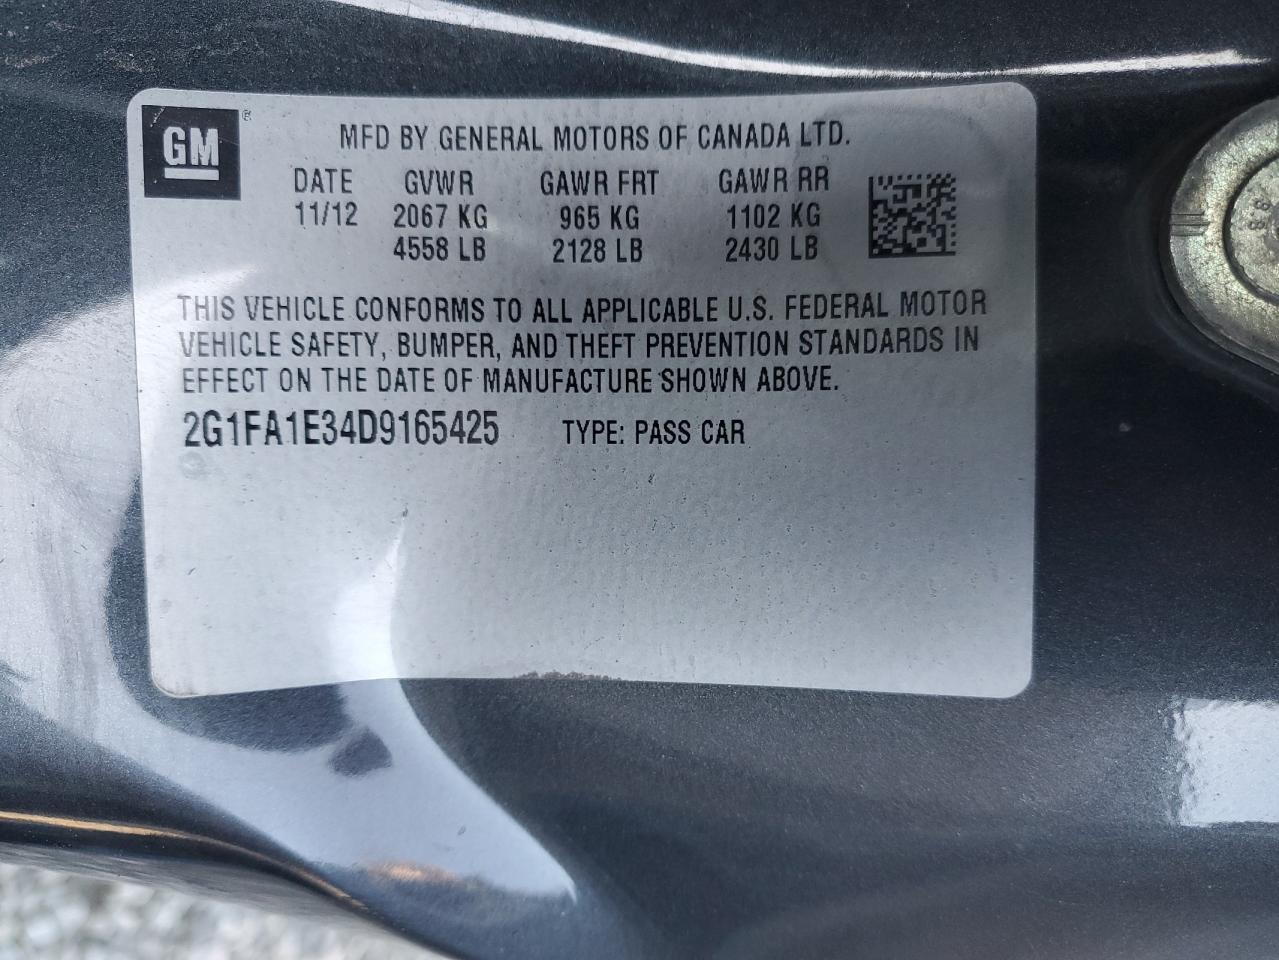 GM®
MFD BY GENERAL MOTORS OF CANADA LTD.
DATE GVWR GAWR FRT GAWR RR
11/12 2067 KG 965 KG 1102 KG
4558 LB 2128 LB 2430 LB
THIS VEHICLE CONFORMS TO ALL APPLICABLE U.S. FEDERAL MOTOR
VEHICLE SAFETY, BUMPER, AND THEFT PREVENTION STANDARDS IN
EFFECT ON THE DATE OF MANUFACTURE SHOWN ABOVE.
2G1FA1E34D9165425 TYPE: PASS CAR
8.8